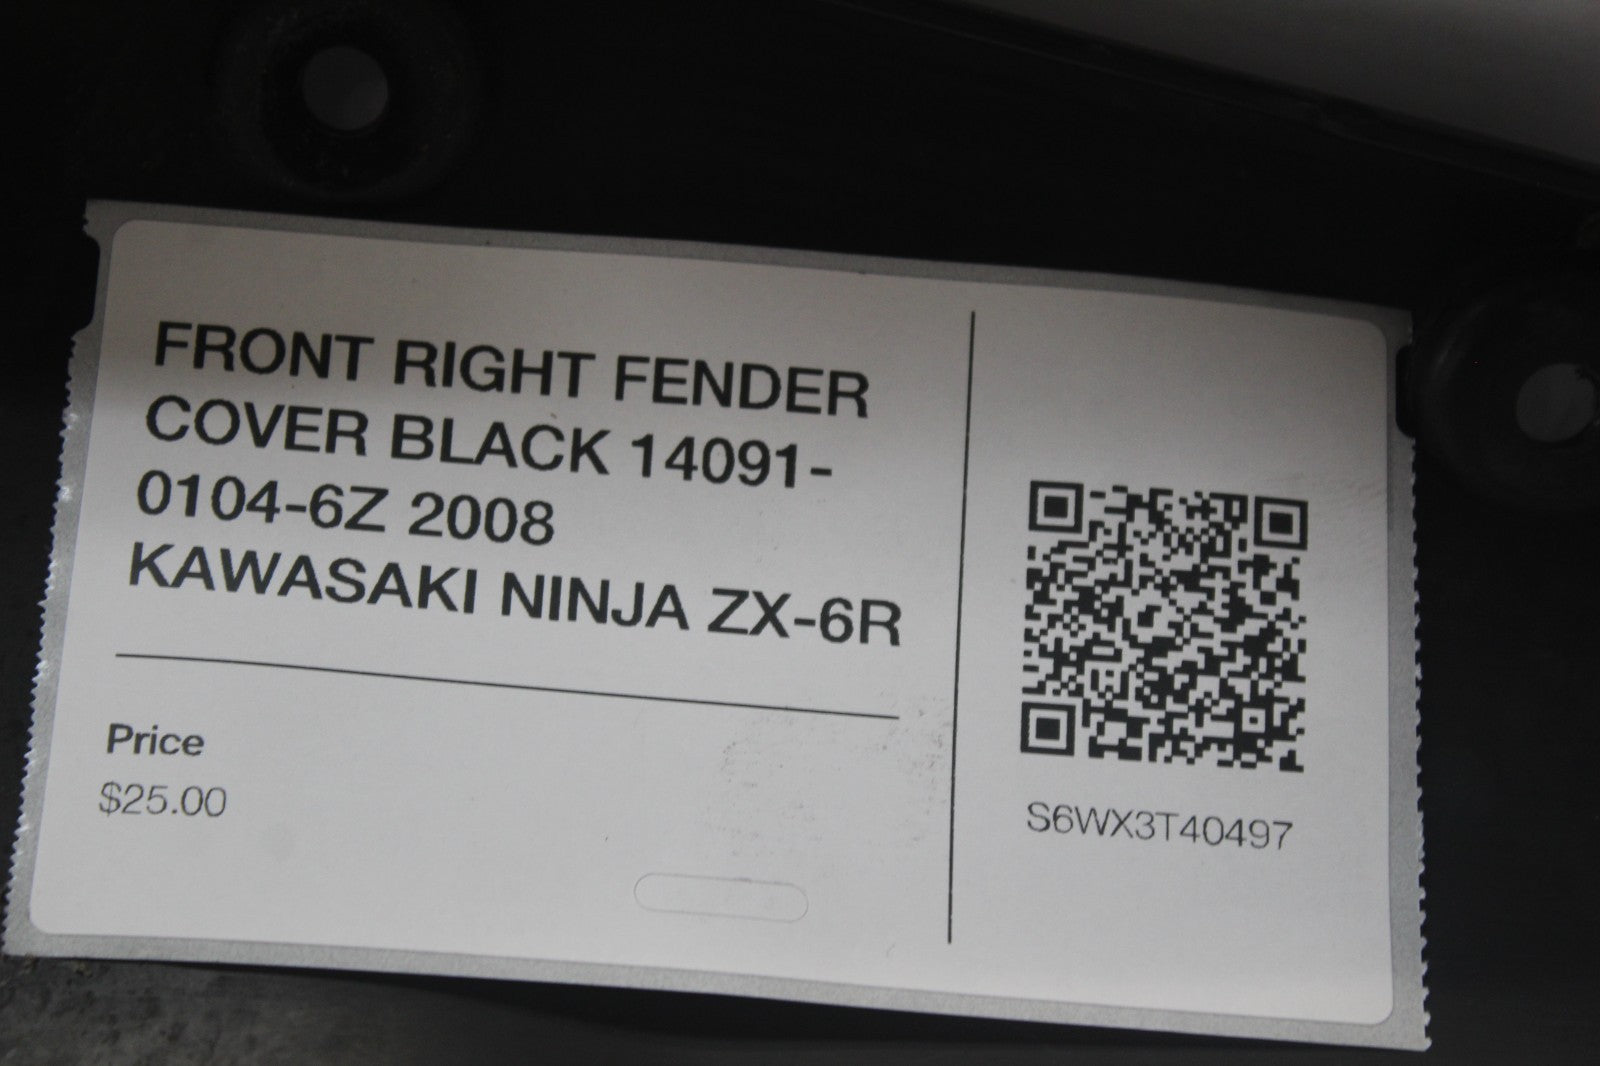 FRONT RIGHT FENDER
COVER BLACK 14091-
0104-6Z 2008
KAWASAKI NINJA ZX-6R
Price
$25.00
S6WX3T40497